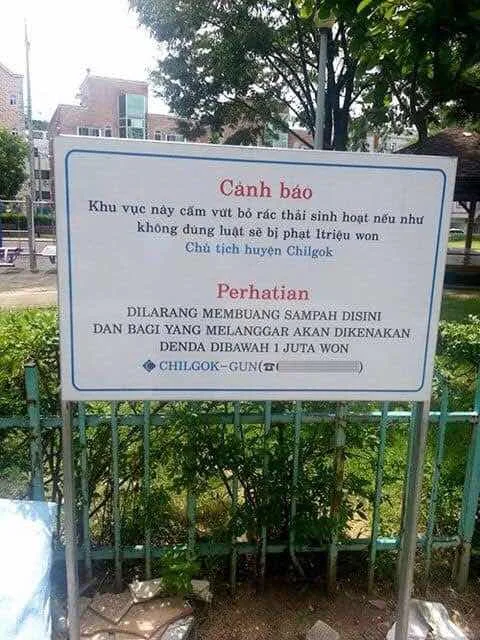 Cảnh báo
Khu vục này cấm vứt bỏ rác thải sinh hoạt nếu như
không dung luật sẽ bị phạt 1triệu won
Chủ tịch huyện Chilgok
Perhatian
DILARANG MEMBUANG SAMPAH DISINI
DAN BAGI YANG MELANGGAR AKAN DIKENAKAN
DENDA DIBAWAH 1 JUTA WON
CHILGOK-GUN(☎